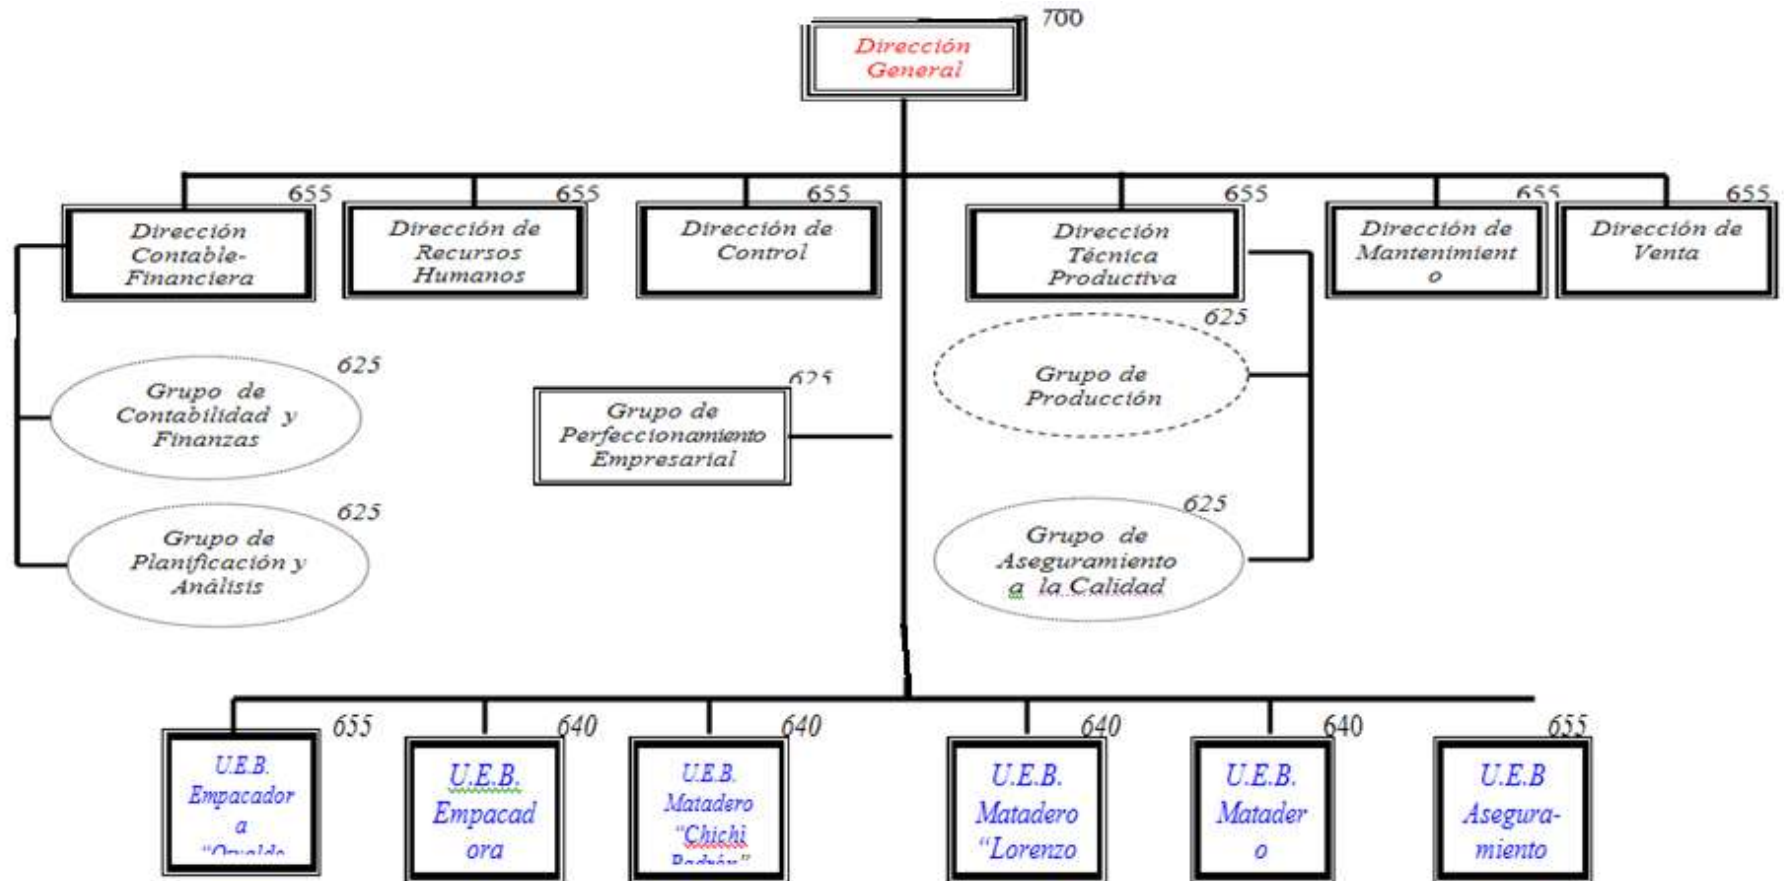 700
Dirección
General
655
Dirección
Contable-
Financiera
655
Dirección de
Recursos
Humanos
655
Dirección de
Control
655
Dirección
Técnica
Productiva
655
Dirección de
Mantenimient
o
655
Dirección de
Venta
625
Grupo de
Contabilidad y
Finanzas
625
Grupo de
Planificación y
Análisis
625
Grupo de
Perfeccionamiento
Empresarial
625
Grupo de
Producción
625
Grupo de
Aseguramiento
a la Calidad
655
U.E.B.
Empacador
a
“Osvaldo
640
U.E.B.
Empacad
ora
640
U.E.B.
Matadero
“Chichi
Padrón”
640
U.E.B.
Matadero
“Lorenzo
640
U.E.B.
Matader
o
655
U.E.B
Asegura-
miento